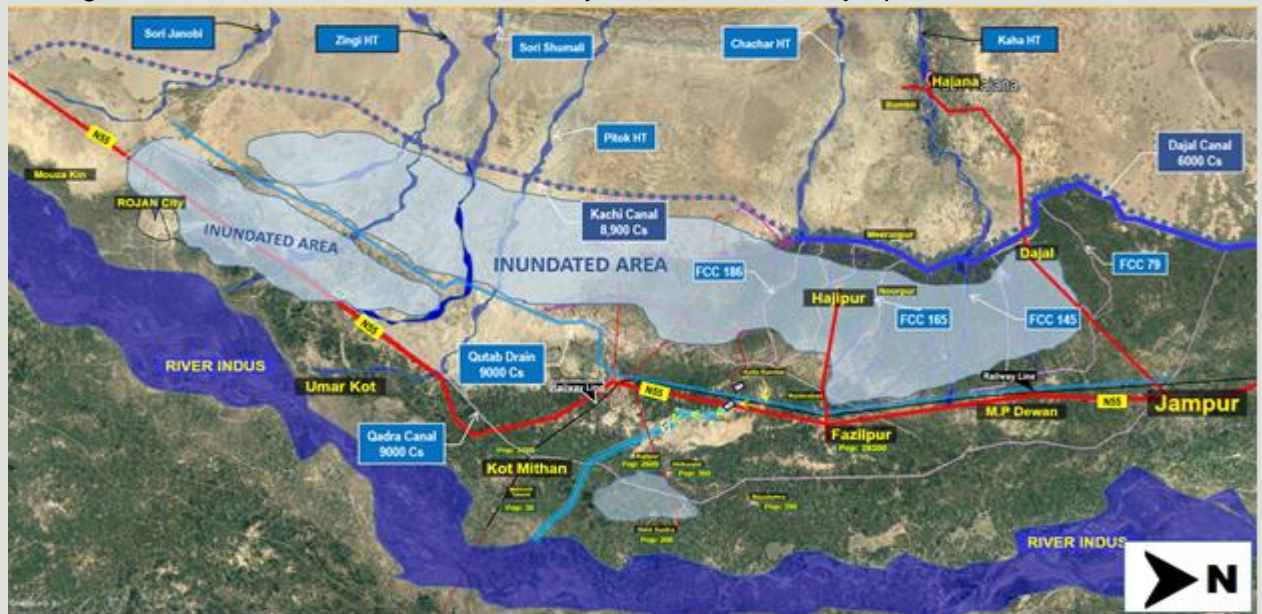 Sori Janobi
Zingi HT
Sori Shumali
Chachar HT
Kaha HT
Hajana
Pitok HT
Dajal Canal
6000 Cs
N55
Mouza Kin
ROJAN City
INUNDATED AREA
Kachi Canal
8,900 Cs
INUNDATED AREA
Meeranpur
Dajal
FCC 186
FCC 79
Hajipur
Noorpur
FCC 165
FCC 145
N55
RIVER INDUS
Umar Kot
Qutab Drain
9000 Cs
Railway Line
N55
Railway Line
M.P Dewan
N55
Jampur
Qadra Canal
9000 Cs
Fazilpur
Kot Mithan
RIVER INDUS
N